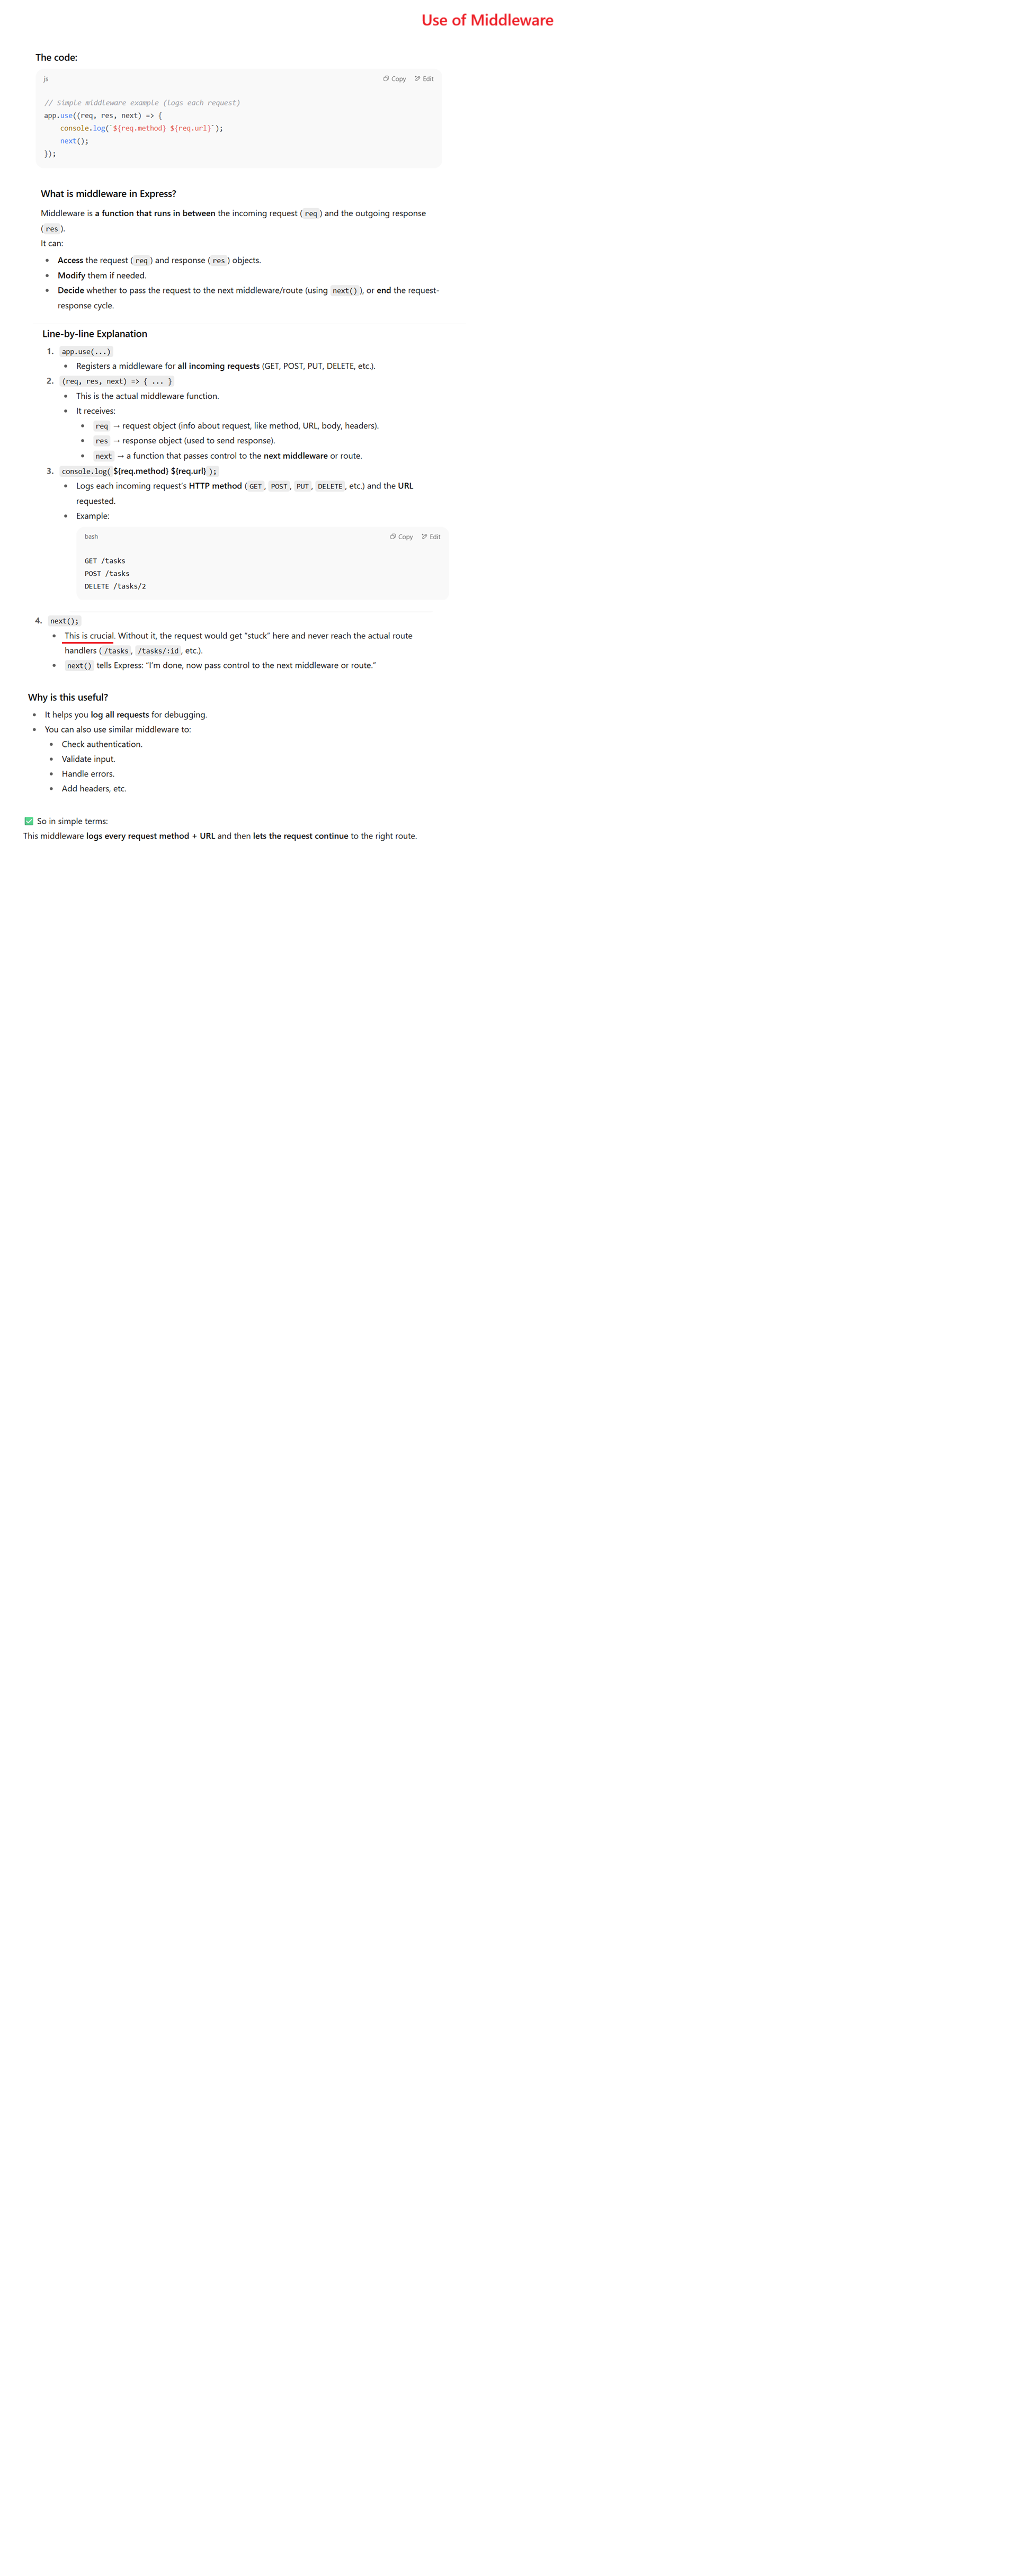 Use of Middleware
The code:
js
Copy
Edit
// Simple middleware example (logs each request)
app.use((req, res, next) => {
    console.log(`${req.method} ${req.url}`);
    next();
});
What is middleware in Express?
Middleware is a function that runs in between the incoming request ( req ) and the outgoing response
( res ).
It can:
• Access the request ( req ) and response ( res ) objects.
• Modify them if needed.
• Decide whether to pass the request to the next middleware/route (using next() ), or end the request-
response cycle.
Line-by-line Explanation
1. app.use(...)
• Registers a middleware for all incoming requests (GET, POST, PUT, DELETE, etc.).
2. (req, res, next) => { ... }
• This is the actual middleware function.
• It receives:
• req → request object (info about request, like method, URL, body, headers).
• res → response object (used to send response).
• next → a function that passes control to the next middleware or route.
3. console.log( ${req.method} ${req.url} );
• Logs each incoming request's HTTP method ( GET , POST , PUT , DELETE , etc.) and the URL
requested.
• Example:
bash
Copy
Edit
GET /tasks
POST /tasks
DELETE /tasks/2
4. next();
• This is crucial. Without it, the request would get "stuck" here and never reach the actual route
handlers ( /tasks , /tasks/:id , etc.).
• next() tells Express: "I'm done, now pass control to the next middleware or route."
Why is this useful?
• It helps you log all requests for debugging.
• You can also use similar middleware to:
• Check authentication.
• Validate input.
• Handle errors.
• Add headers, etc.
✅ So in simple terms:
This middleware logs every request method + URL and then lets the request continue to the right route.